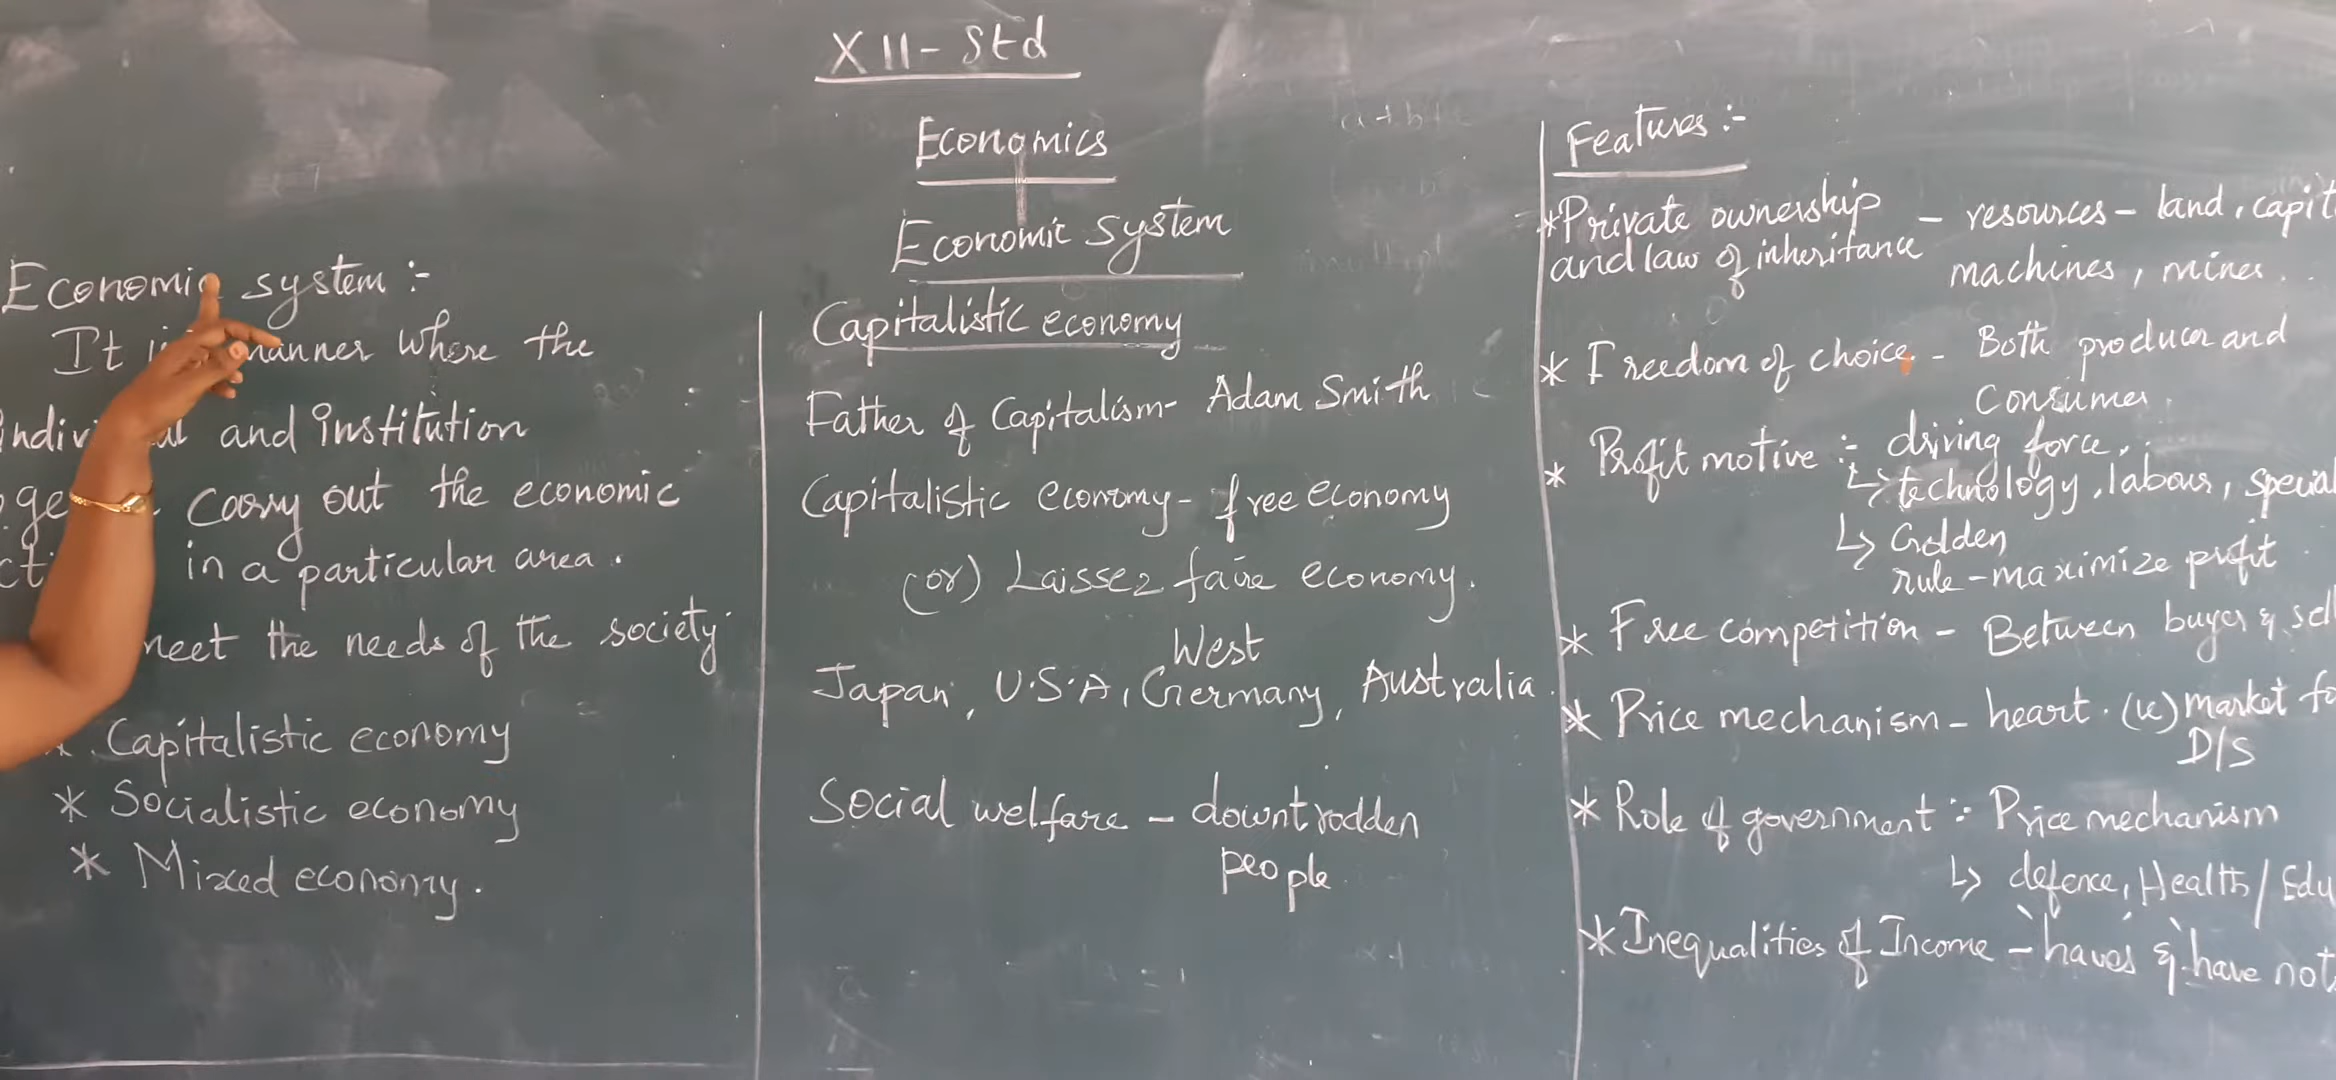 XII - Std
Economics
Economic system
Economic system :-
It manner where the
and institution
carry out the economic
in a particular area .
meet the needs of the society.
* Capitalistic economy
* Socialistic economy
* Mixed economy .
Capitalistic economy
Father of Capitalism - Adam Smith
Capitalistic economy - free economy
(or) Laissez faire economy .
West
Japan , U.S.A , Germany , Australia .
Social welfare - downtrodden
people .
Features :-
* Private ownership - resources - land , capit
and law of inheritance machines , mines . .
* Freedom of choice - Both producer and
Consumer .
* Profit motive :- driving force .
↳ technology , labour , special
↳ Golden
rule - maximize profit
* Free competition - Between buyer & sell
* Price mechanism - heart . (ie) market fo
D/S
* Role of government :- Price mechanism
↳ defence , Health / Edu
* Inequalities of Income - haves & have not